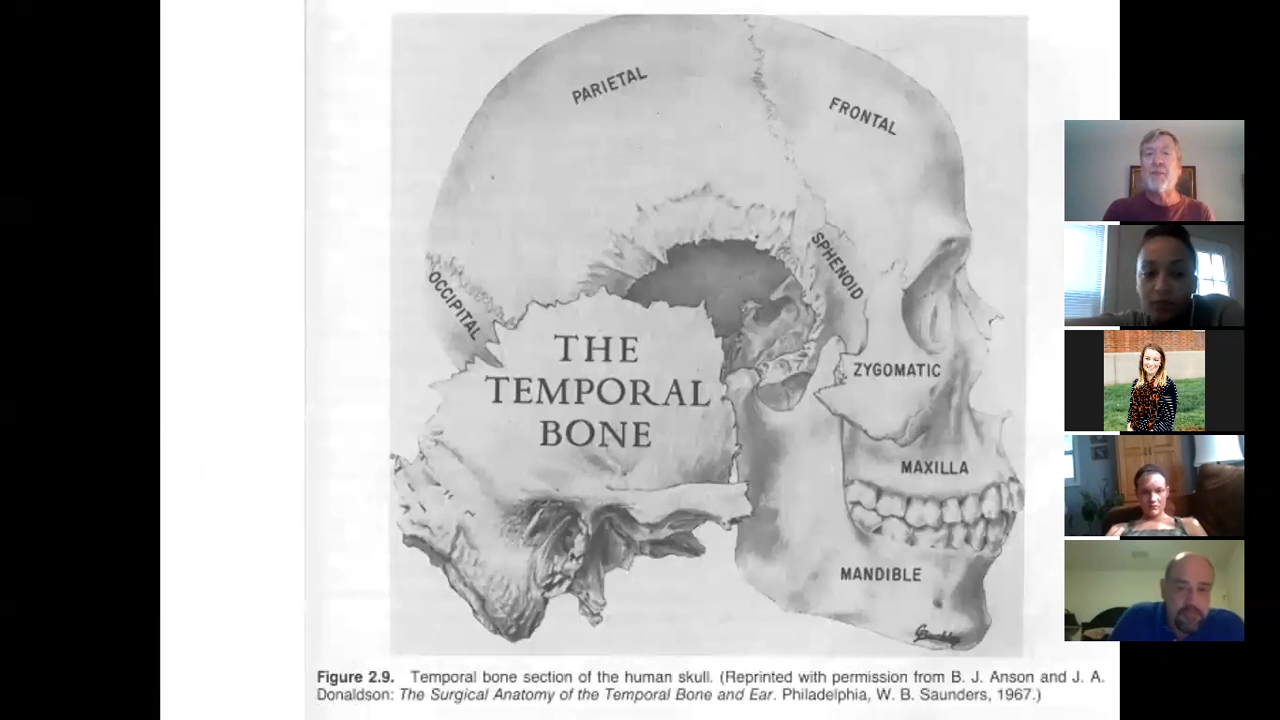 PARIETAL
FRONTAL
SPHENOID
OCCIPITAL
THE
TEMPORAL
BONE
ZYGOMATIC
MAXILLA
MANDIBLE
Figure 2.9. Temporal bone section of the human skull. (Reprinted with permission from B. J. Anson and J. A.
Donaldson: The Surgical Anatomy of the Temporal Bone and Ear. Philadelphia, W. B. Saunders, 1967.)